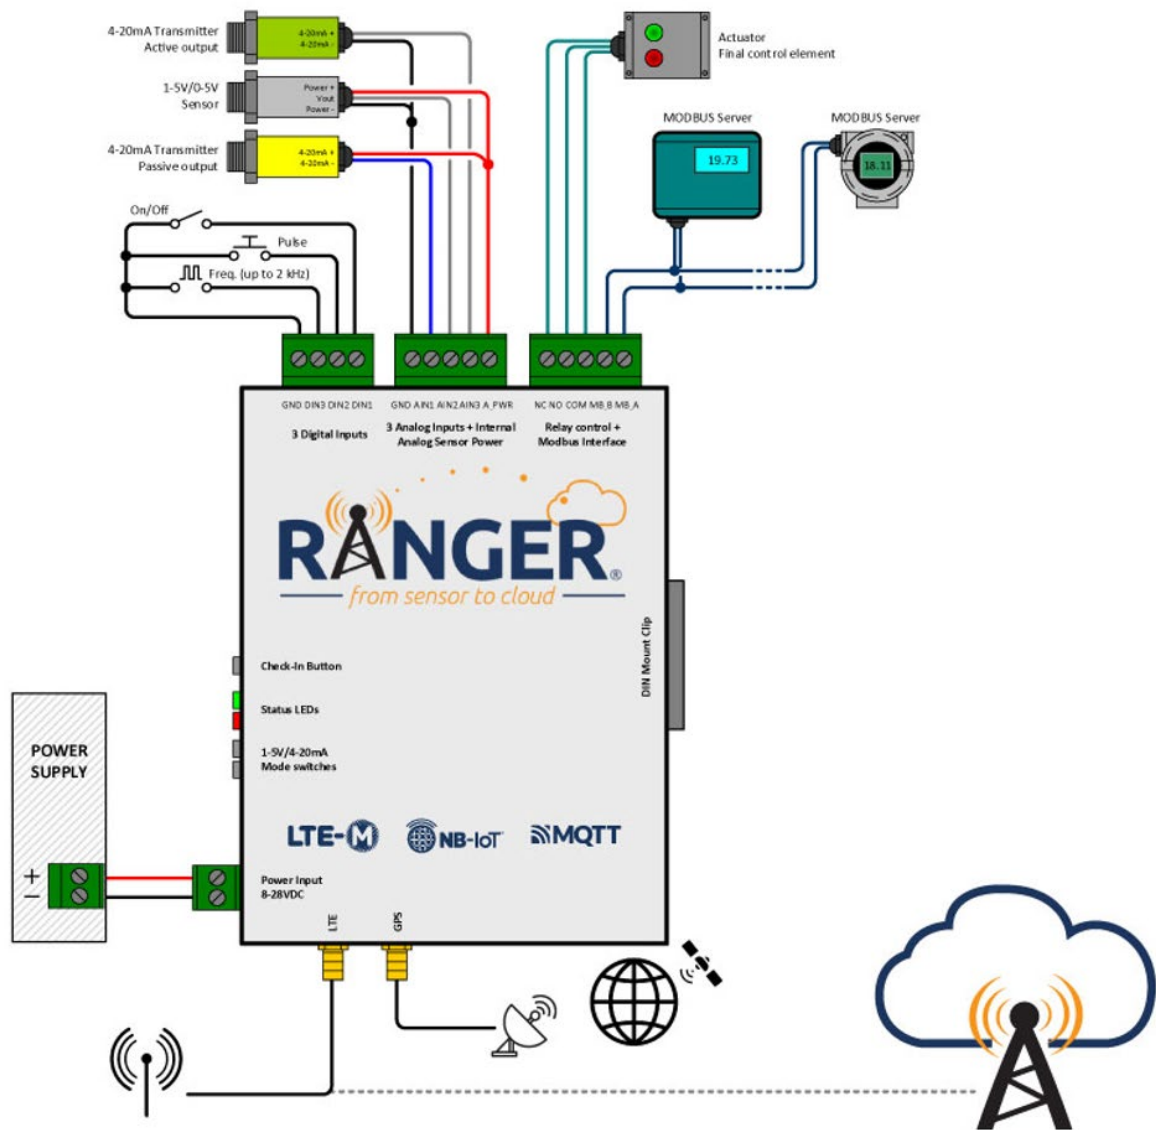 4-20mA Transmitter
Active output
4-20mA +
4-20mA -
1-5V/0-5V
Sensor
Power +
Vout
Power -
4-20mA Transmitter
Passive output
4-20mA +
4-20mA -
Actuator
Final control element
MODBUS Server
19.73
MODBUS Server
18.11
On/Off
Pulse
Freq. (up to 2 kHz)
GND DIN3 DIN2 DIN1
3 Digital Inputs
GND AIN1 AIN2 AIN3 A_PWR
3 Analog Inputs + Internal
Analog Sensor Power
NC NO COM MB_B MB_A
Relay control +
Modbus Interface
RANGER®
from sensor to cloud
DIN Mount Clip
Check-In Button
Status LEDs
1-5V/4-20mA
Mode switches
POWER
SUPPLY
+
−
LTE-M
NB-IoT
MQTT
Power Input
8-28VDC
LTE
GPS